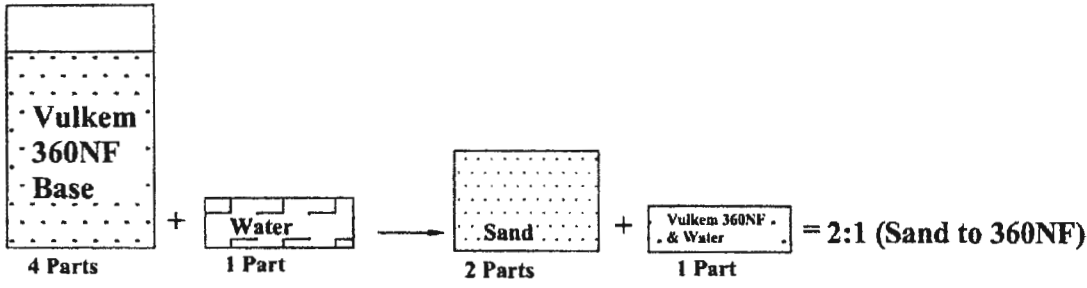 Vulkem
360NF
Base
4 Parts
+
Water
1 Part
Sand
2 Parts
+
Vulkem 360NF
& Water
1 Part
= 2:1 (Sand to 360NF)